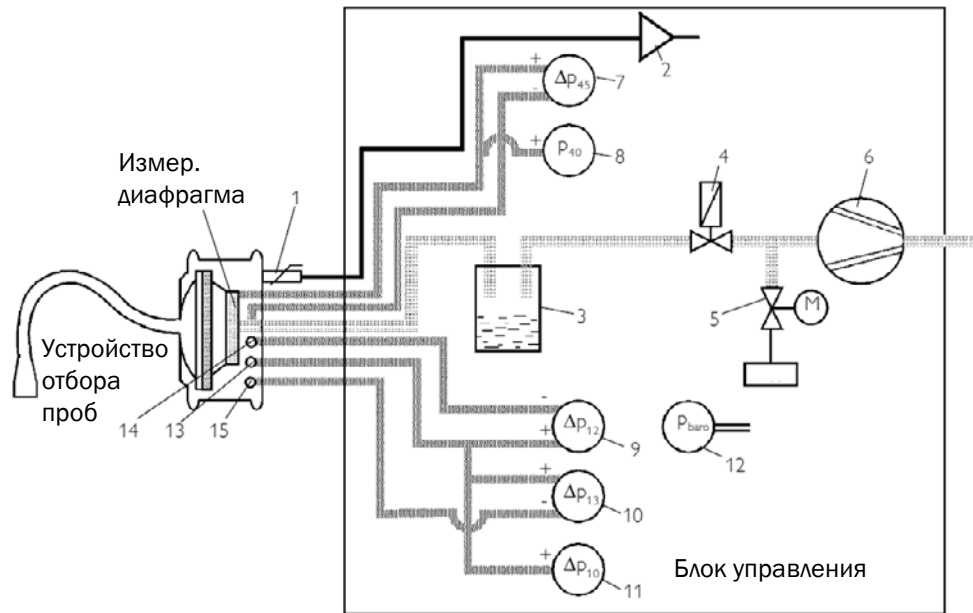 2
+
Δp₄₅
-
7
+
P₄₀
8
4
6
Измер.
диафрагма
1
3
5
M
Устройство
отбора
проб
14
13
15
-
Δp₁₂
+
9
P baro
12
+
Δp₁₃
-
10
+
Δp₁₀
11
Блок управления